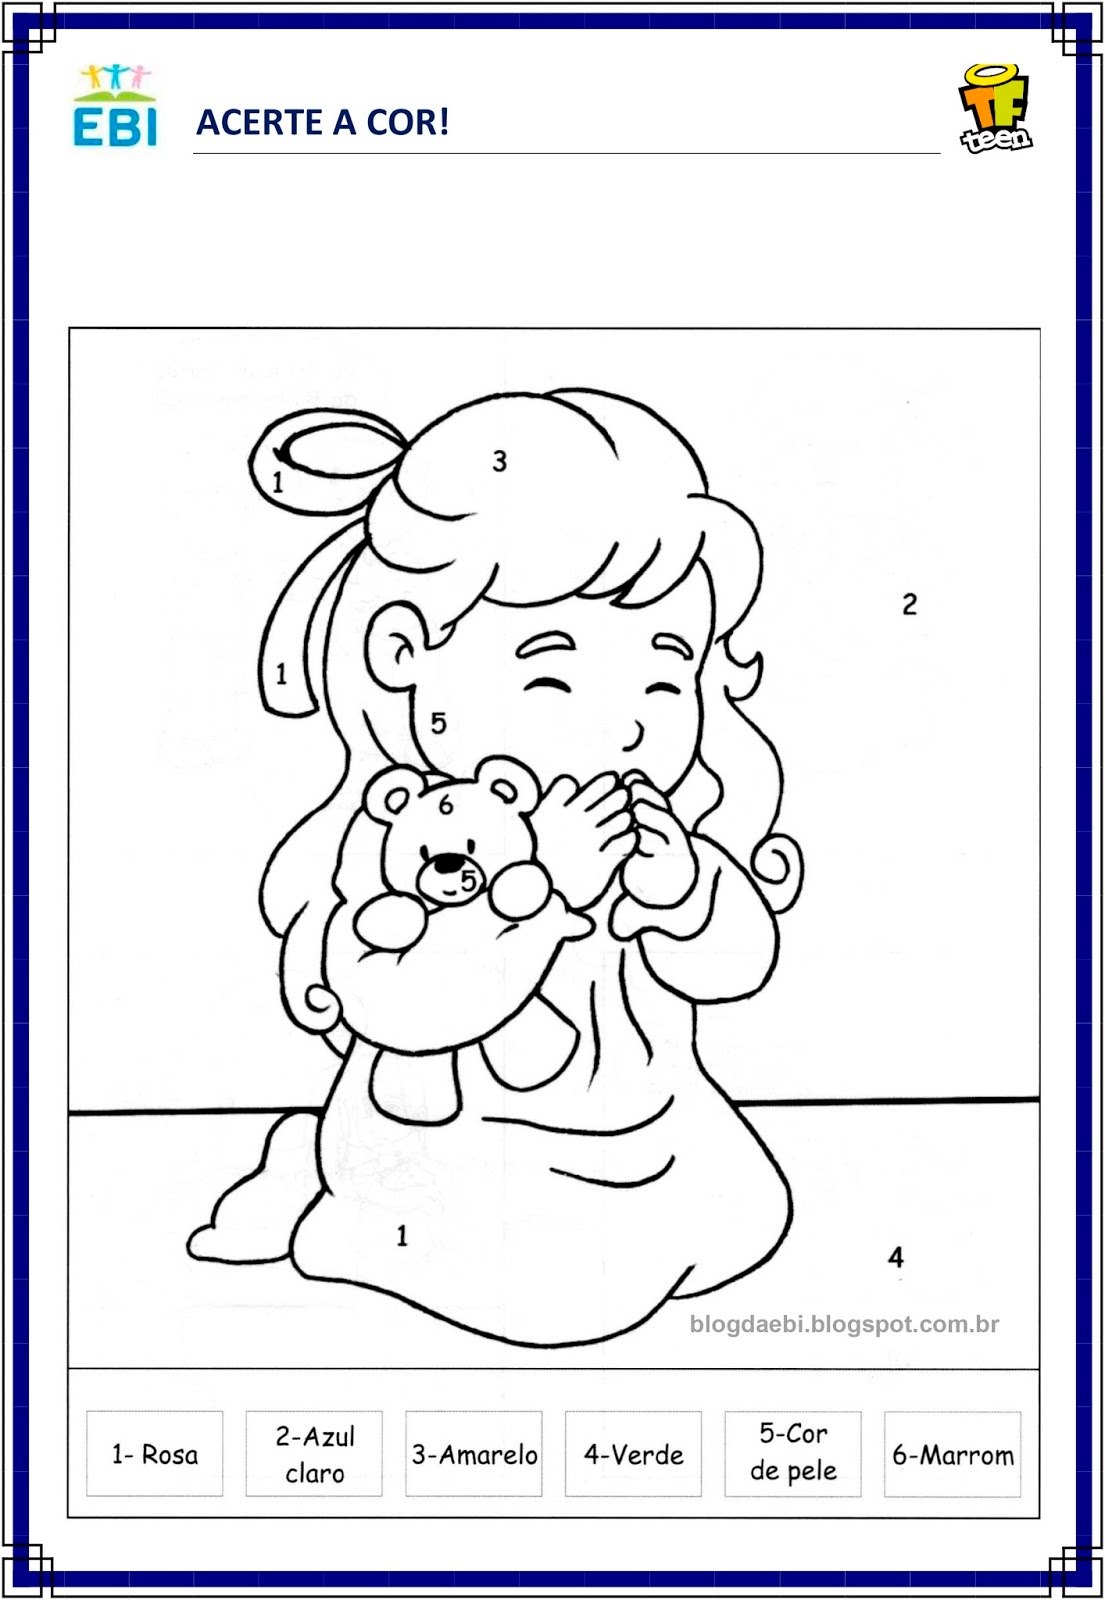 EBI
ACERTE A COR!
TF
teen
3
1
2
1
5
6
5
1
4
blogdaebi.blogspot.com.br
1- Rosa
2-Azul
claro
3-Amarelo
4-Verde
5-Cor
de pele
6-Marrom